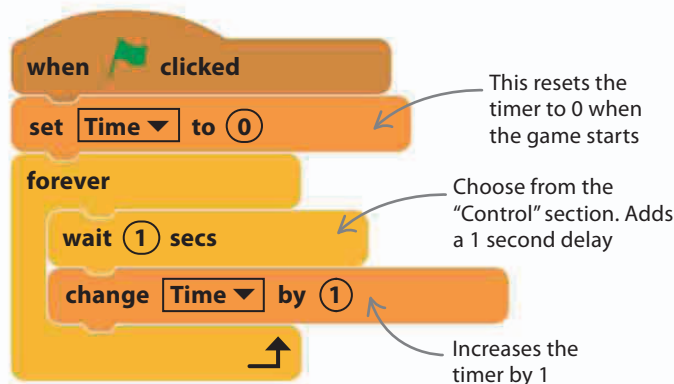 when clicked
This resets the
timer to 0 when
the game starts
set Time to 0
forever
Choose from the
“Control” section. Adds
a 1 second delay
wait 1 secs
change Time by 1
Increases the
timer by 1